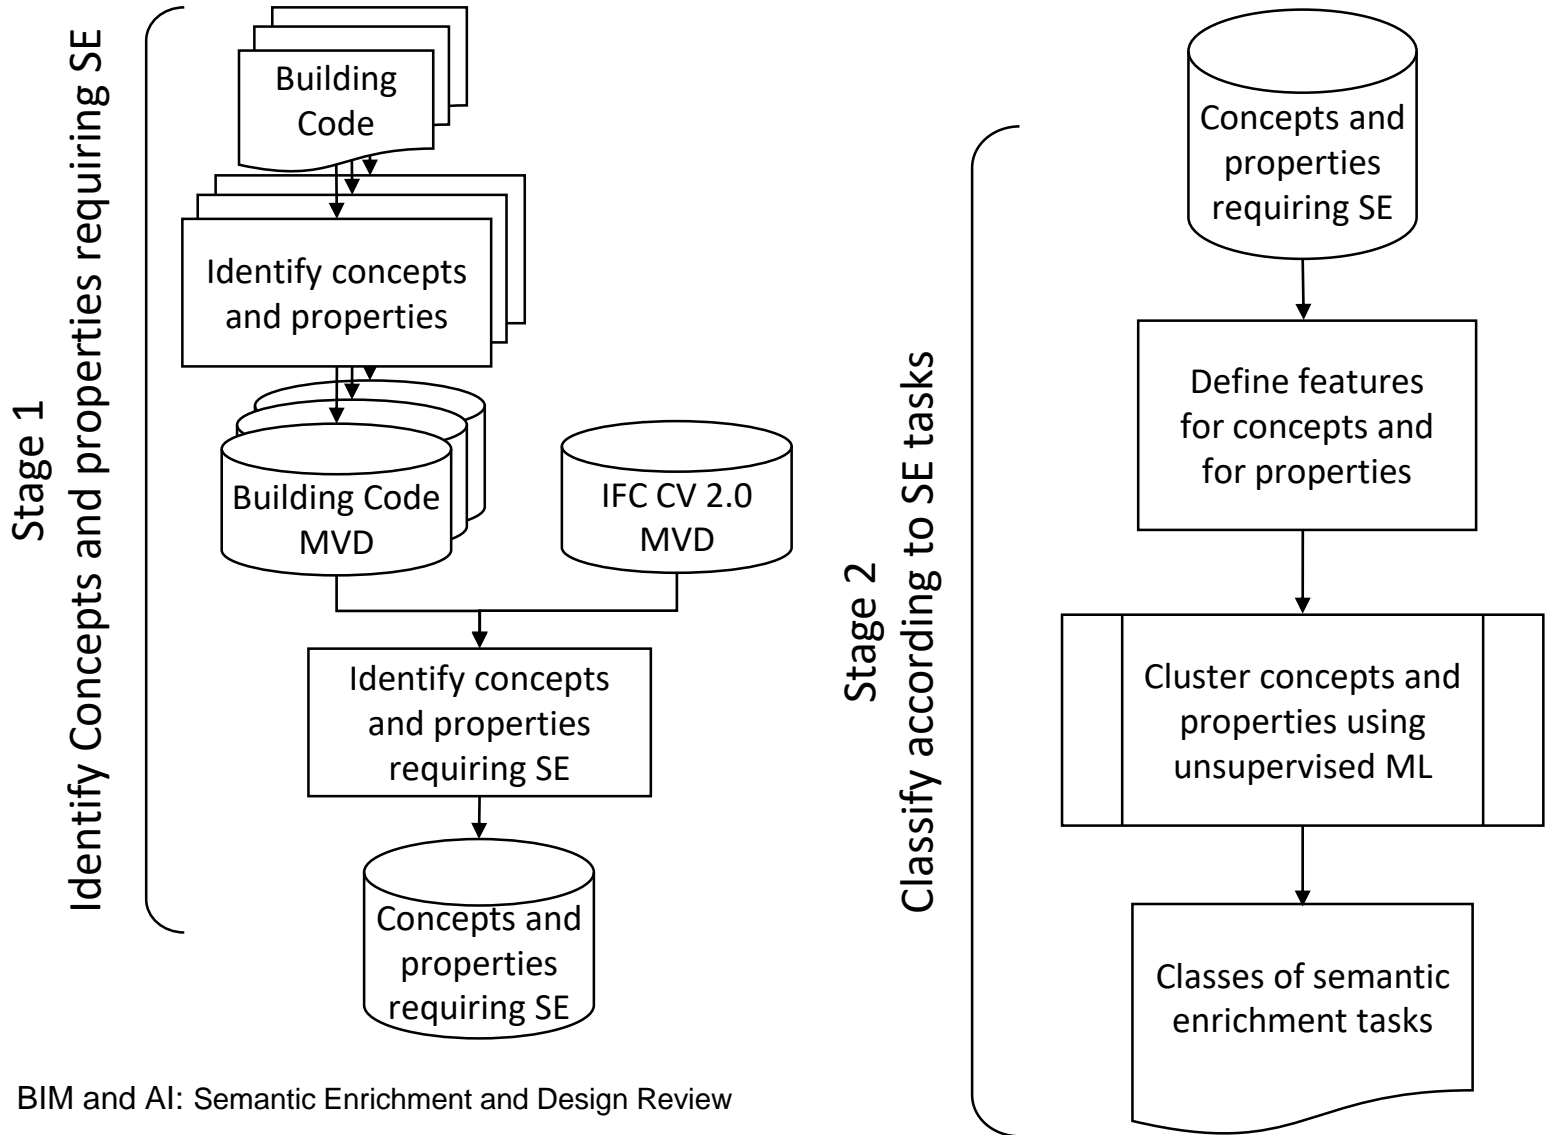 Stage 1
Identify Concepts and properties requiring SE
Building
Code
Identify concepts
and properties
Building Code
MVD
IFC CV 2.0
MVD
Identify concepts
and properties
requiring SE
Concepts and
properties
requiring SE
Stage 2
Classify according to SE tasks
Concepts and
properties
requiring SE
Define features
for concepts and
for properties
Cluster concepts and
properties using
unsupervised ML
Classes of semantic
enrichment tasks
BIM and AI: Semantic Enrichment and Design Review